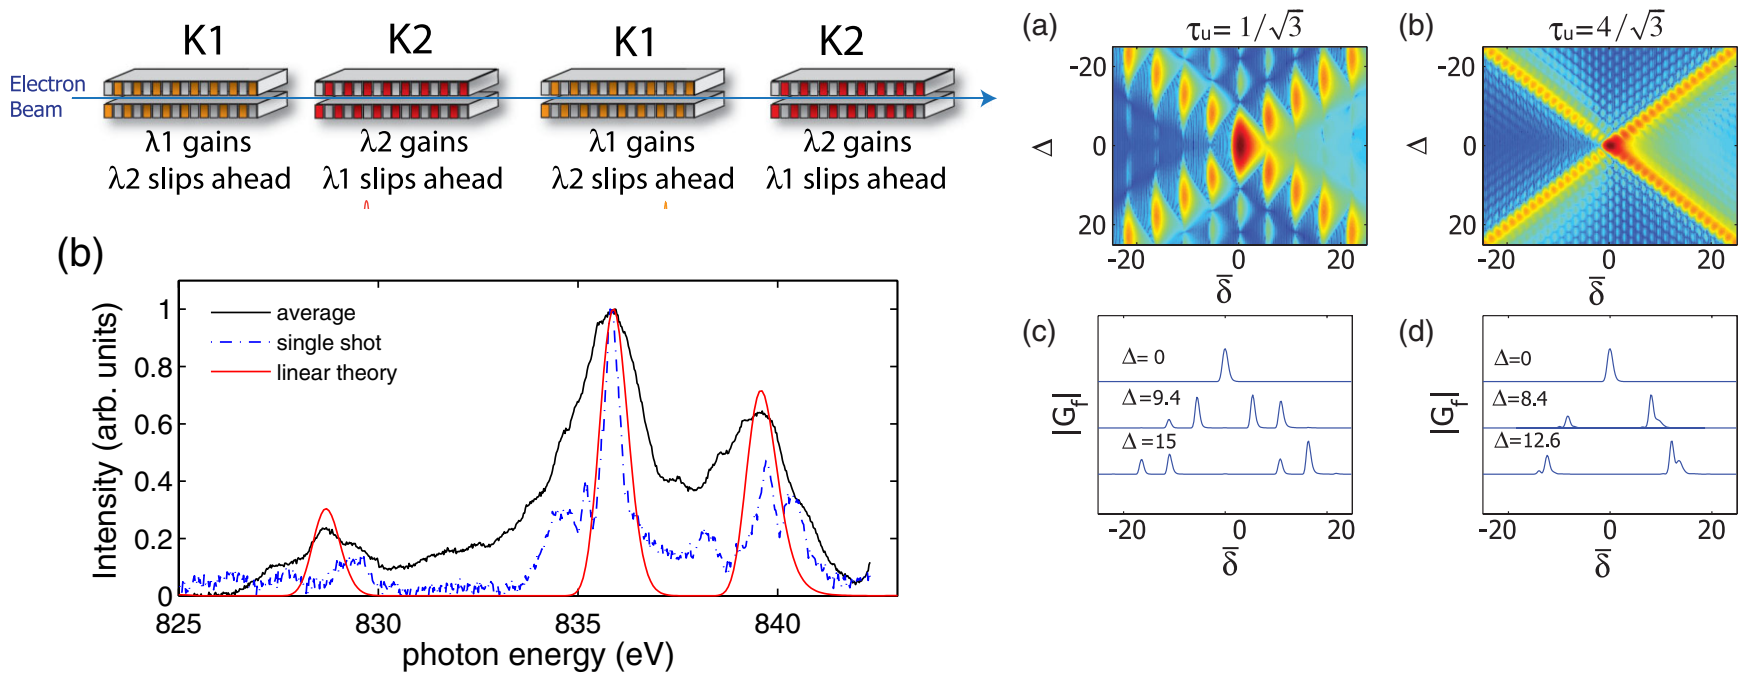 K1
K2
K1
K2
Electron
Beam
λ1 gains
λ2 slips ahead
λ2 gains
λ1 slips ahead
λ1 gains
λ2 slips ahead
λ2 gains
λ1 slips ahead
(b)
Intensity (arb. units)
1
0.8
0.6
0.4
0.2
0
average
single shot
linear theory
825
830
835
840
photon energy (eV)
(a)
τu = 1/√3
Δ
-20
0
20
-20
0
20
δ̄
(b)
τu = 4/√3
Δ
-20
0
20
-20
0
20
δ̄
(c)
|Gf|
Δ= 0
Δ=9.4
Δ=15
-20
0
20
δ̄
(d)
|Gf|
Δ=0
Δ=8.4
Δ=12.6
-20
0
20
δ̄